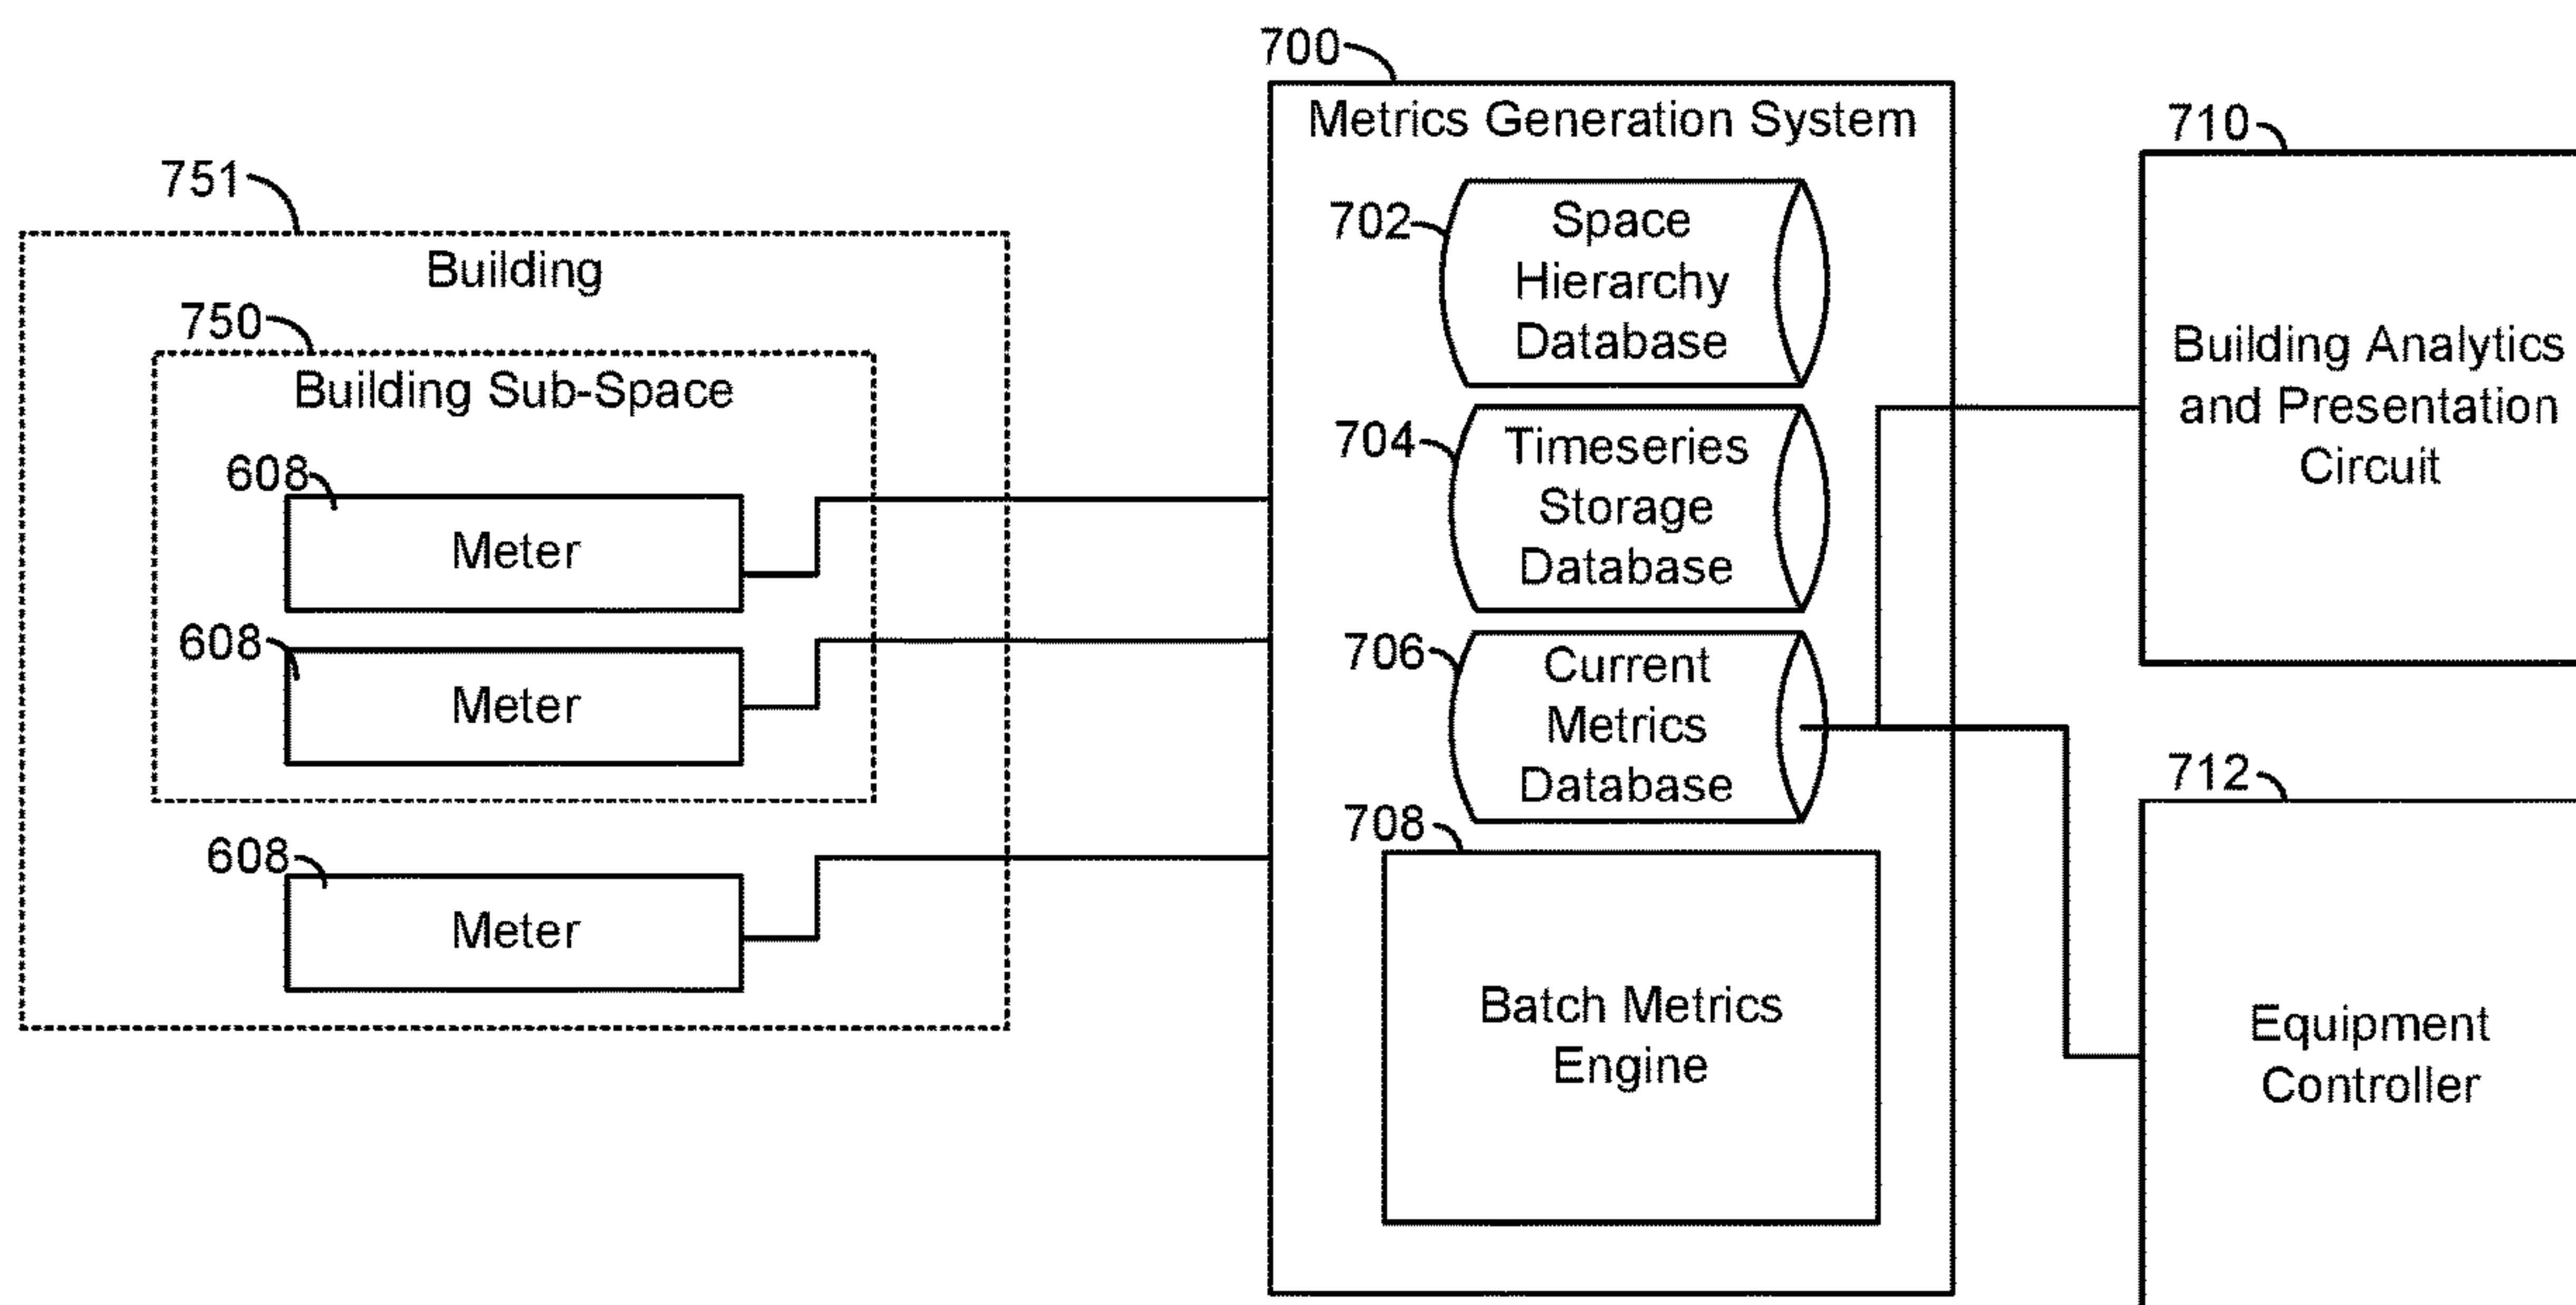 751
Building
750
Building Sub-Space
608
Meter
608
Meter
608
Meter
700
Metrics Generation System
702
Space
Hierarchy
Database
704
Timeseries
Storage
Database
706
Current
Metrics
Database
708
Batch Metrics
Engine
710
Building Analytics
and Presentation
Circuit
712
Equipment
Controller